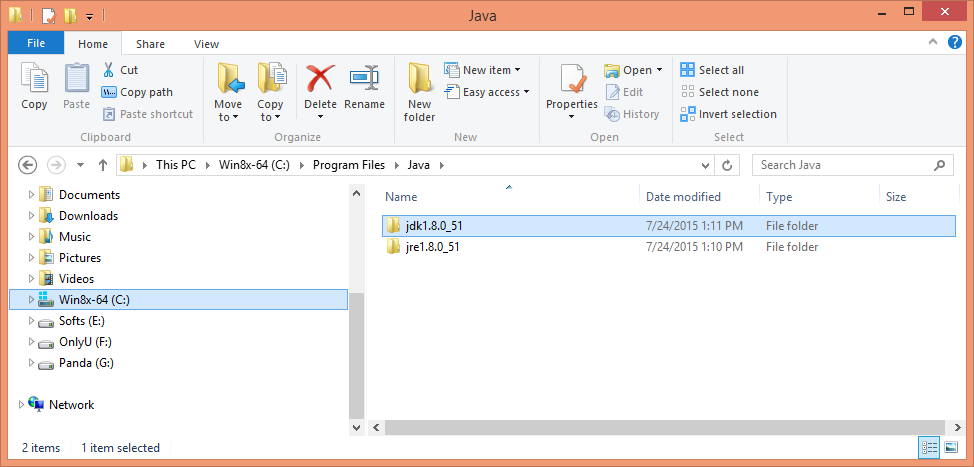 Java
File Home Share View
Copy
Paste
Cut
Copy path
Paste shortcut
Clipboard
Move to
Copy to
Delete
Rename
Organize
New folder
New item
Easy access
New
Properties
Open
Edit
History
Open
Select all
Select none
Invert selection
Select
This PC Win8x-64 (C:) Program Files Java
Search Java
Documents
Downloads
Music
Pictures
Videos
Win8x-64 (C:)
Softs (E:)
OnlyU (F:)
Panda (G:)
Network
Name Date modified Type Size
jdk1.8.0_51 7/24/2015 1:11 PM File folder
jre1.8.0_51 7/24/2015 1:10 PM File folder
2 items 1 item selected